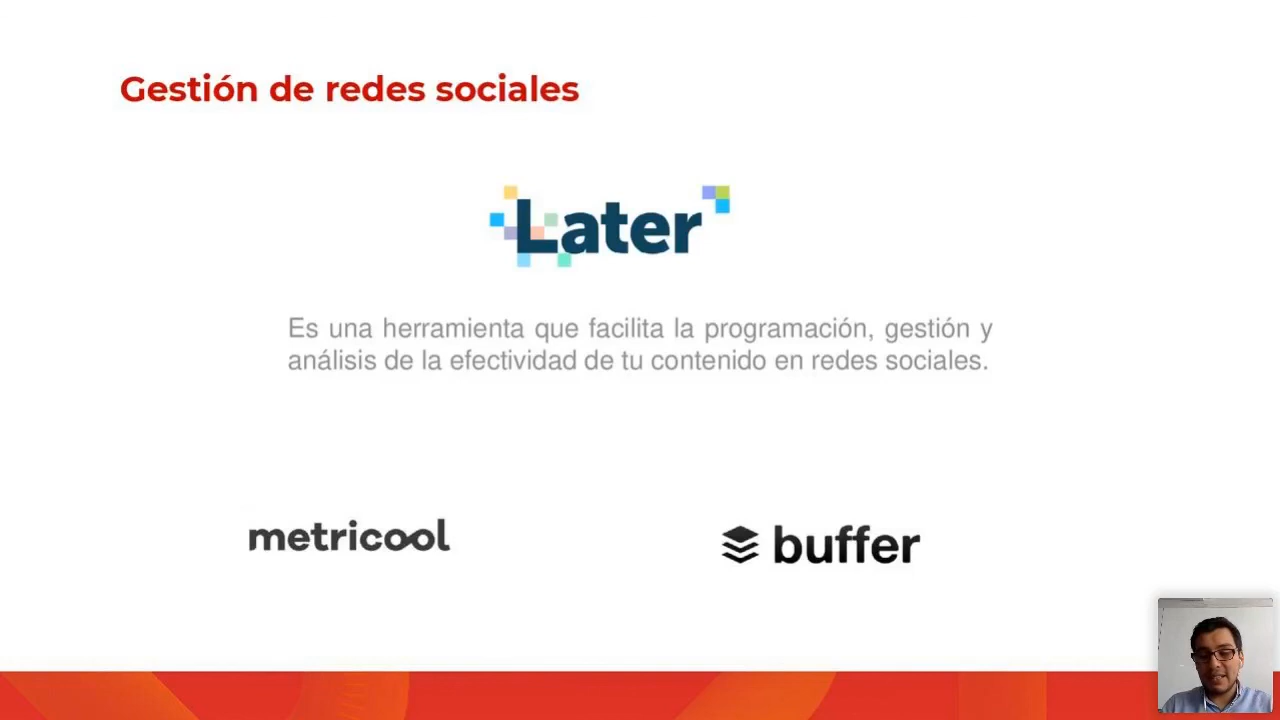 Gestión de redes sociales
Later
Es una herramienta que facilita la programación, gestión y
análisis de la efectividad de tu contenido en redes sociales.
metricool
buffer